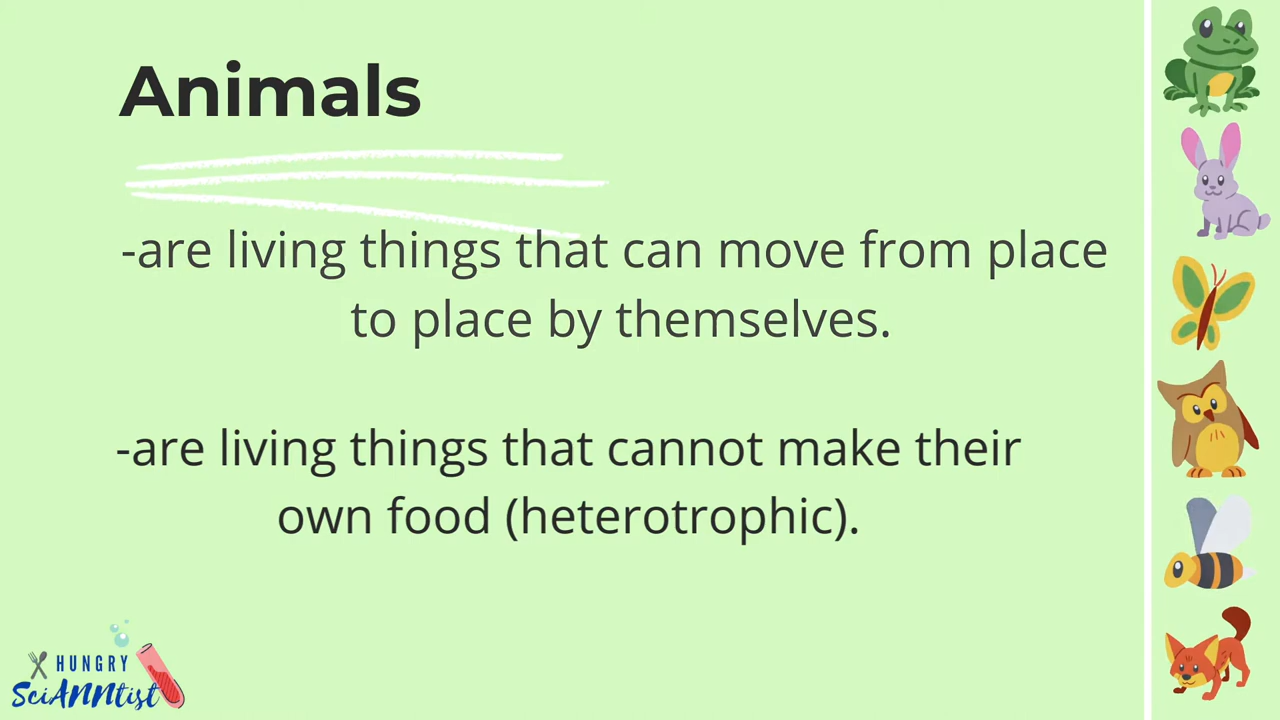 Animals
-are living things that can move from place
to place by themselves.
-are living things that cannot make their
own food (heterotrophic).
HUNGRY
SciANNtist